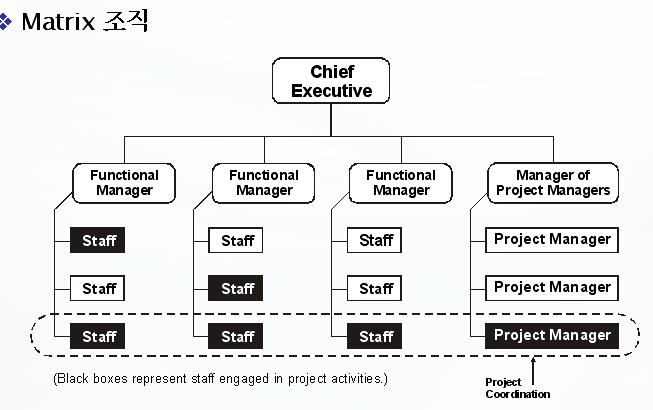 Matrix 조직
Chief
Executive
Functional
Manager
Functional
Manager
Functional
Manager
Manager of
Project Managers
Staff
Staff
Staff
Project Manager
Staff
Staff
Staff
Project Manager
Staff
Staff
Staff
Project Manager
(Black boxes represent staff engaged in project activities.)
Project
Coordination